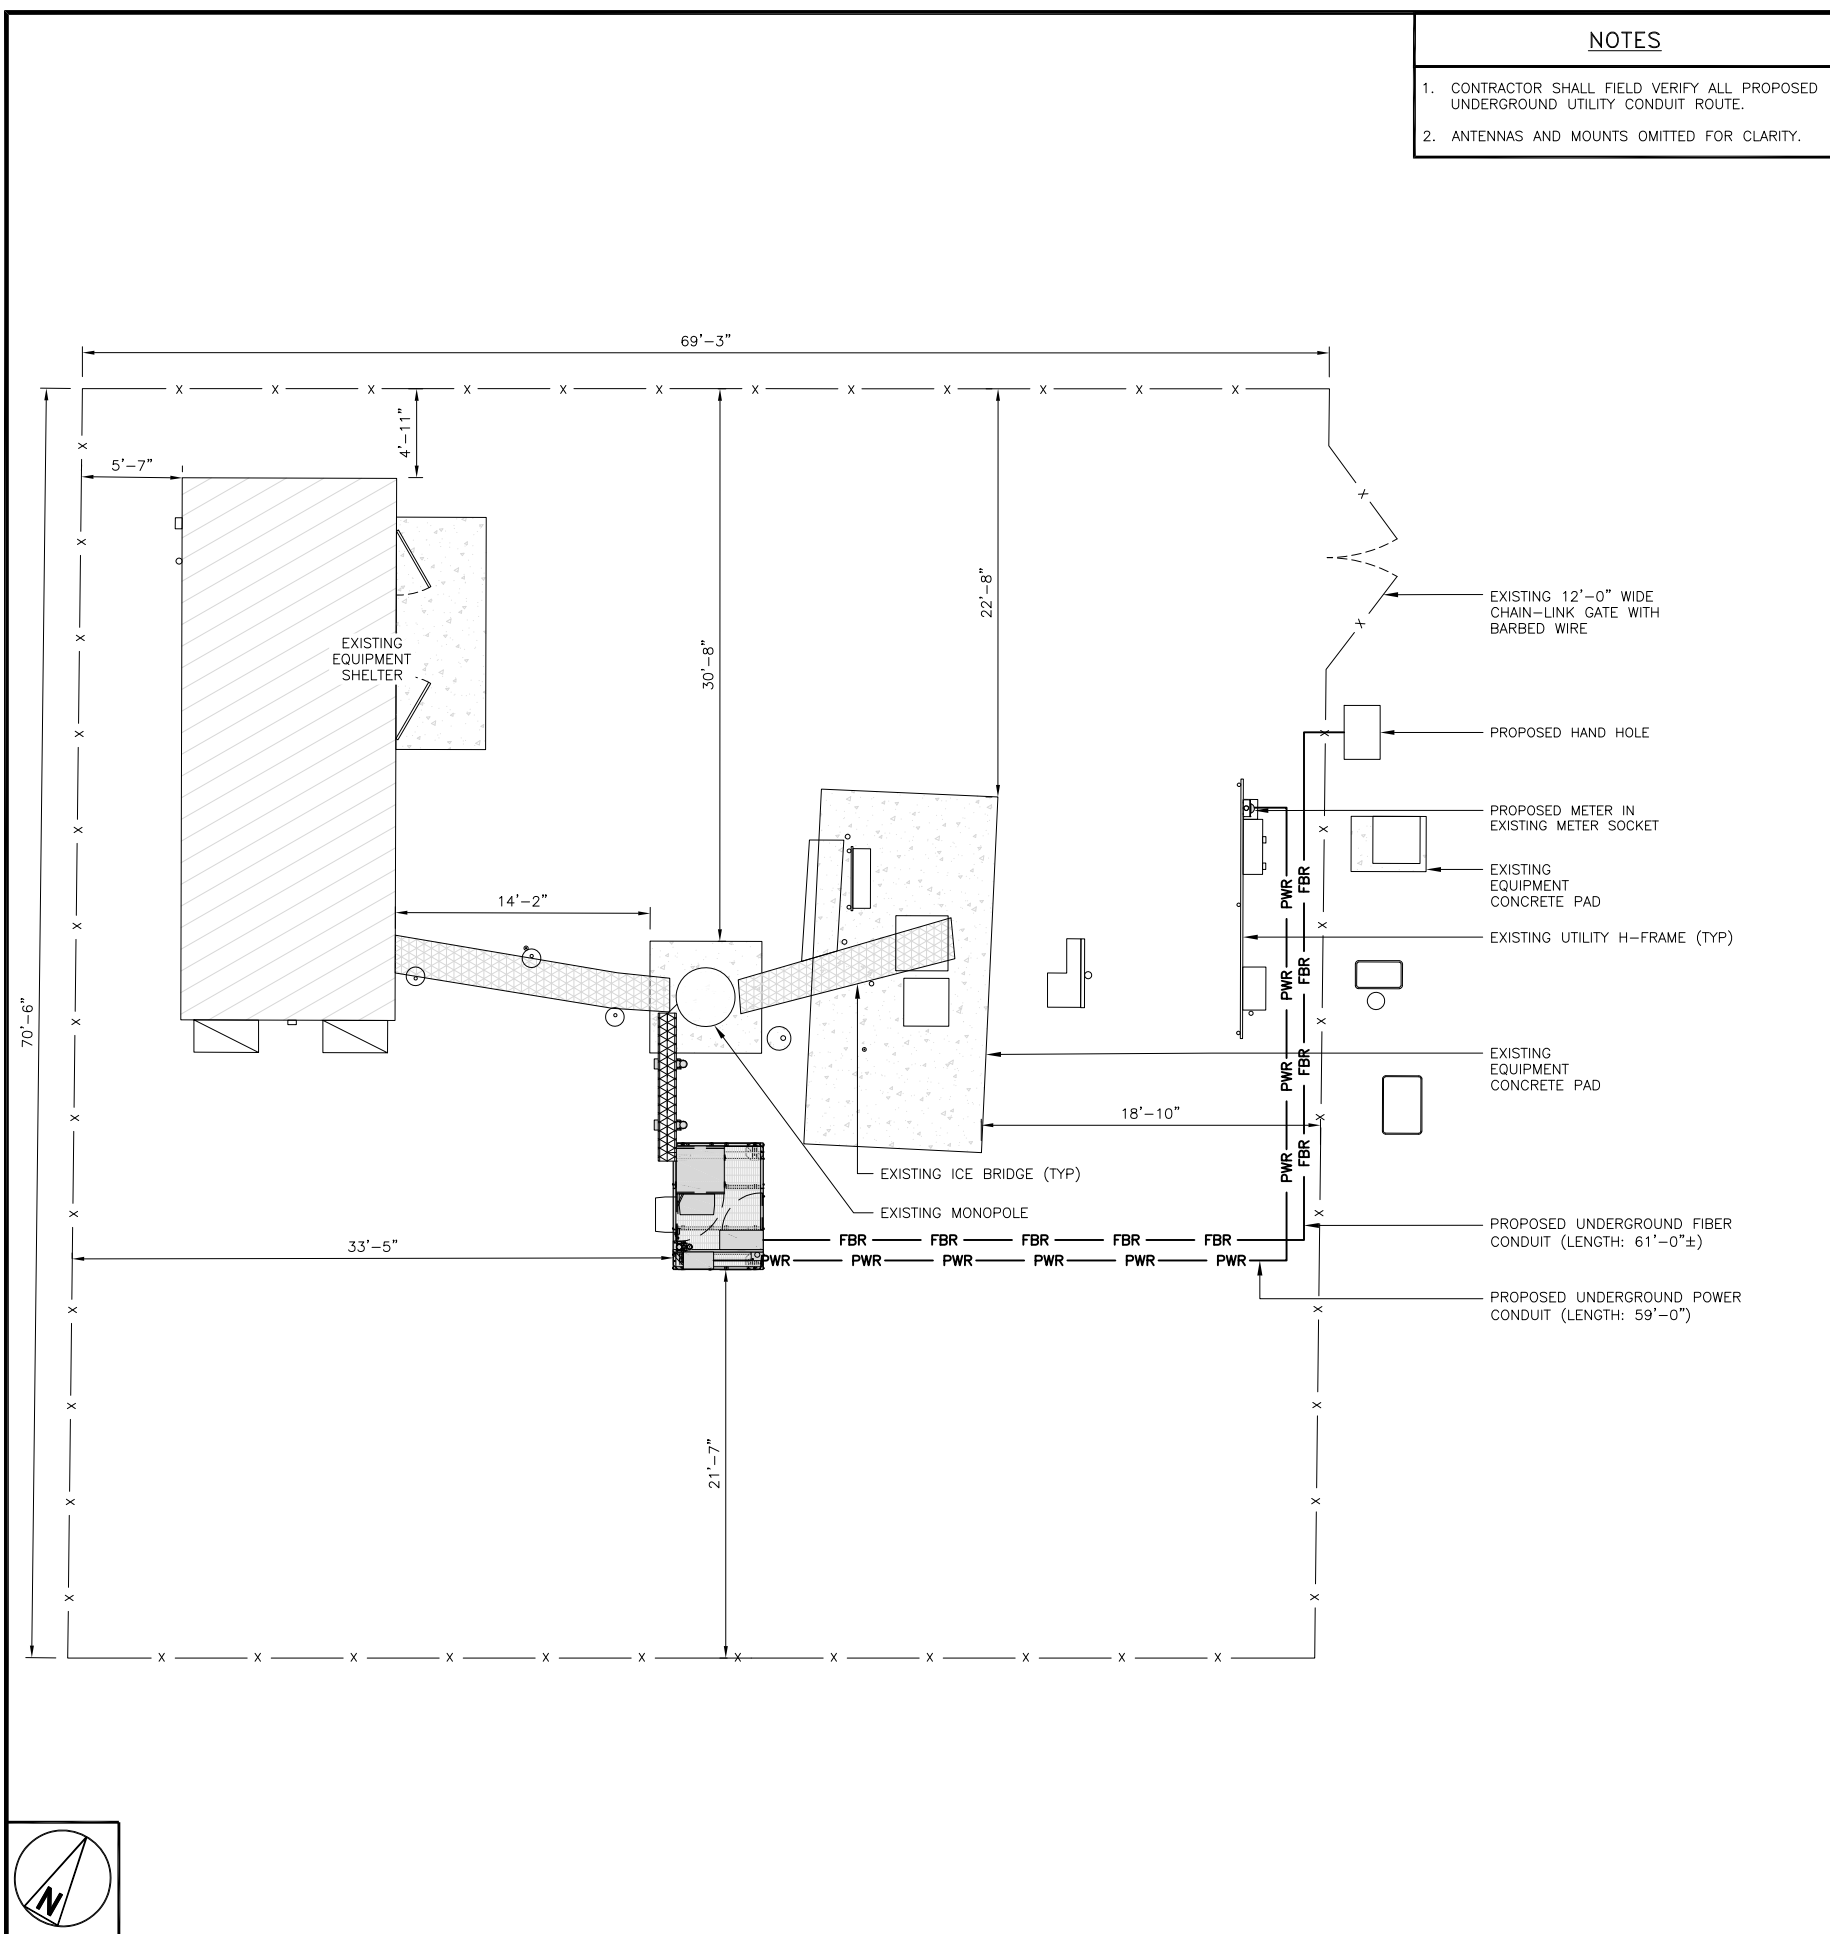 NOTES
1. CONTRACTOR SHALL FIELD VERIFY ALL PROPOSED
UNDERGROUND UTILITY CONDUIT ROUTE.
2. ANTENNAS AND MOUNTS OMITTED FOR CLARITY.
69'-3"
X X X X X X X X X X X X
4'-11"
5'-7"
30'-8"
22'-8"
EXISTING 12'-0" WIDE
CHAIN-LINK GATE WITH
BARBED WIRE
EXISTING
EQUIPMENT
SHELTER
PROPOSED HAND HOLE
PROPOSED METER IN
EXISTING METER SOCKET
EXISTING
EQUIPMENT
CONCRETE PAD
14'-2"
EXISTING UTILITY H-FRAME (TYP)
70'-6"
EXISTING
EQUIPMENT
CONCRETE PAD
18'-10"
EXISTING ICE BRIDGE (TYP)
EXISTING MONOPOLE
PWR PWR PWR PWR
FBR FBR FBR FBR
PROPOSED UNDERGROUND FIBER
CONDUIT (LENGTH: 61'-0"±)
33'-5"
FBR FBR FBR FBR FBR
PWR PWR PWR PWR PWR PWR
PROPOSED UNDERGROUND POWER
CONDUIT (LENGTH: 59'-0")
21'-7"
X X X X X X X X X X X X
N